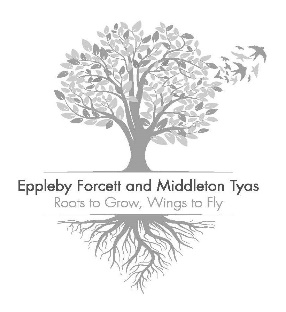 Eppleby Forcett and Middleton Tyas
Roots to Grow, Wings to Fly